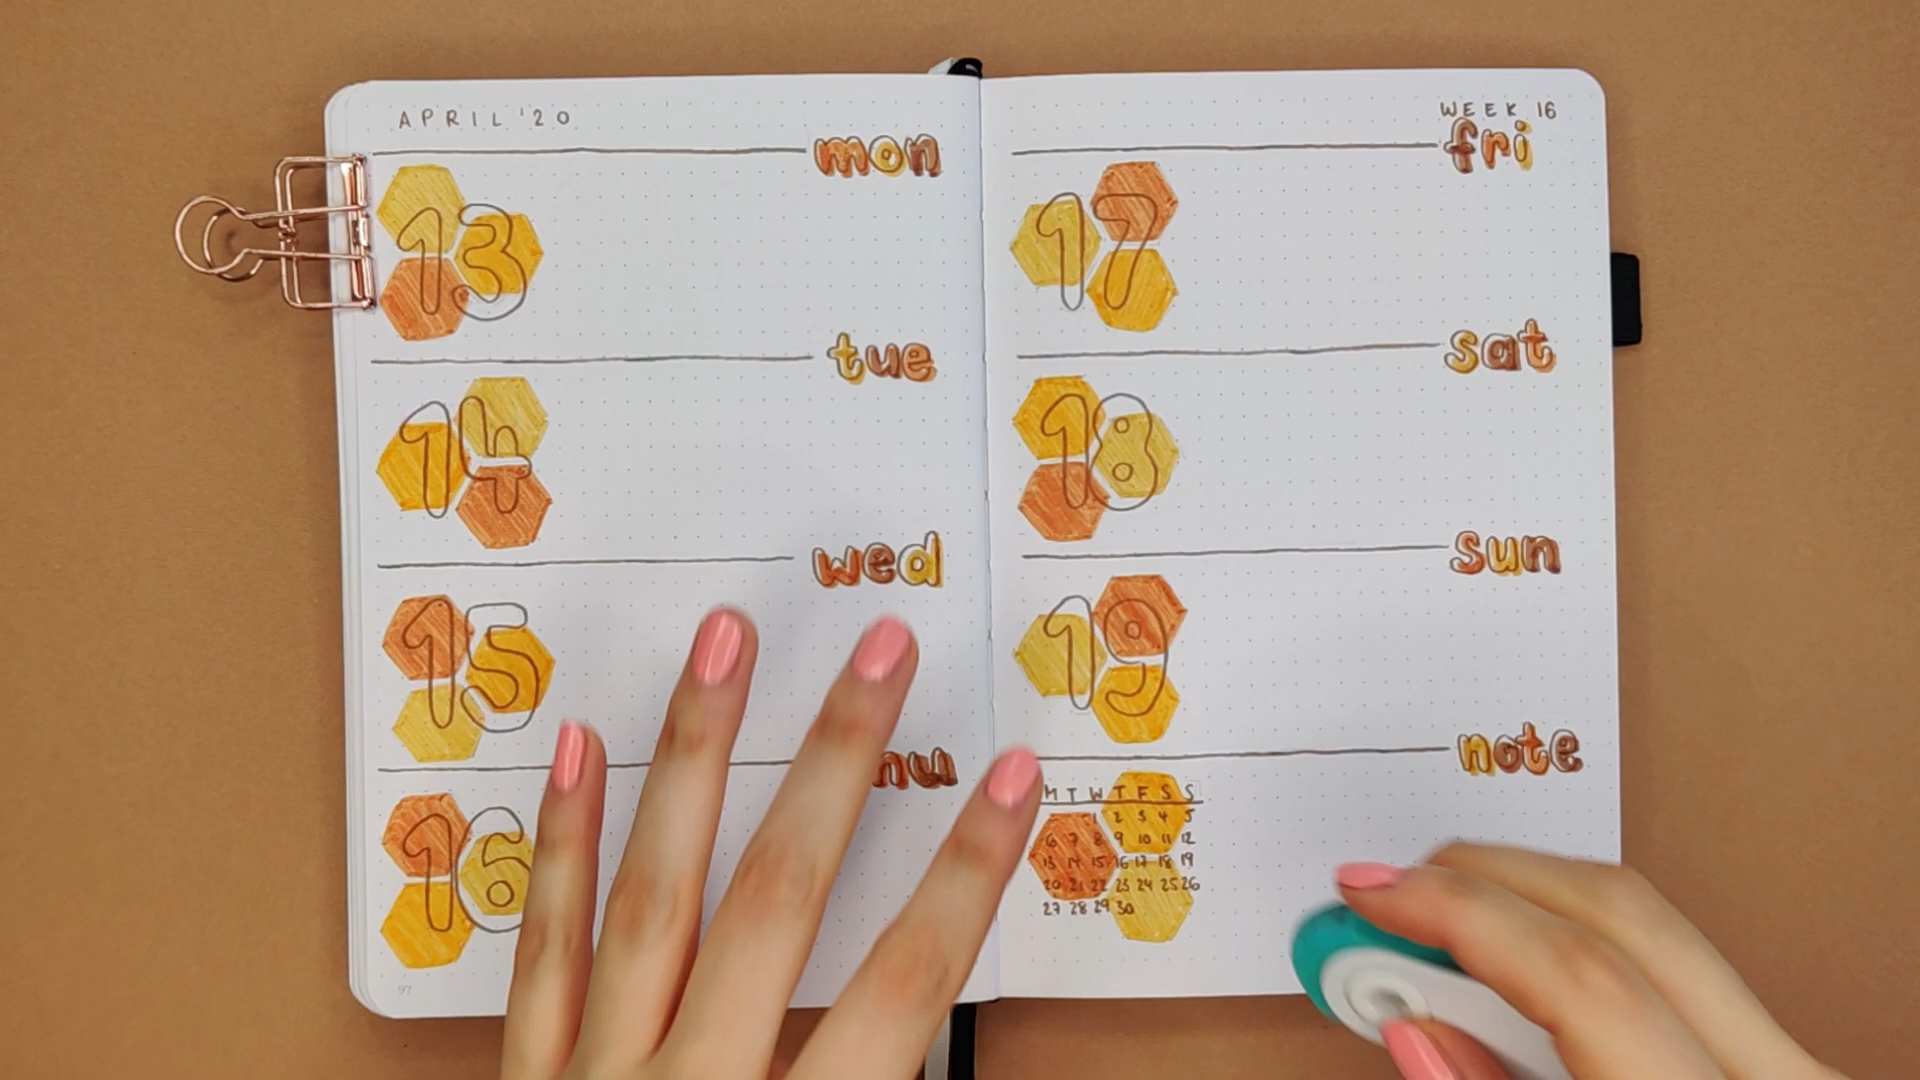 APRIL '20
mon
13
tue
14
wed
15
hu
16
97
WEEK 16
fri
17
sat
18
sun
19
note
M T W T F S S
1 2 3 4 5
6 7 8 9 10 11 12
13 14 15 16 17 18 19
20 21 22 23 24 25 26
27 28 29 30